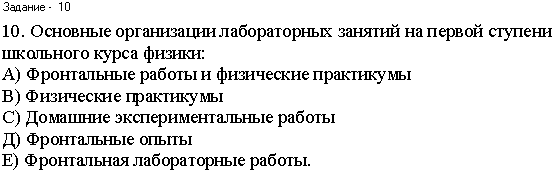 Задание - 10
10. Основные организации лабораторных занятий на первой ступени
школьного курса физики:
А) Фронтальные работы и физические практикумы
В) Физические практикумы
С) Домашние экспериментальные работы
Д) Фронтальные опыты
Е) Фронтальная лабораторные работы.